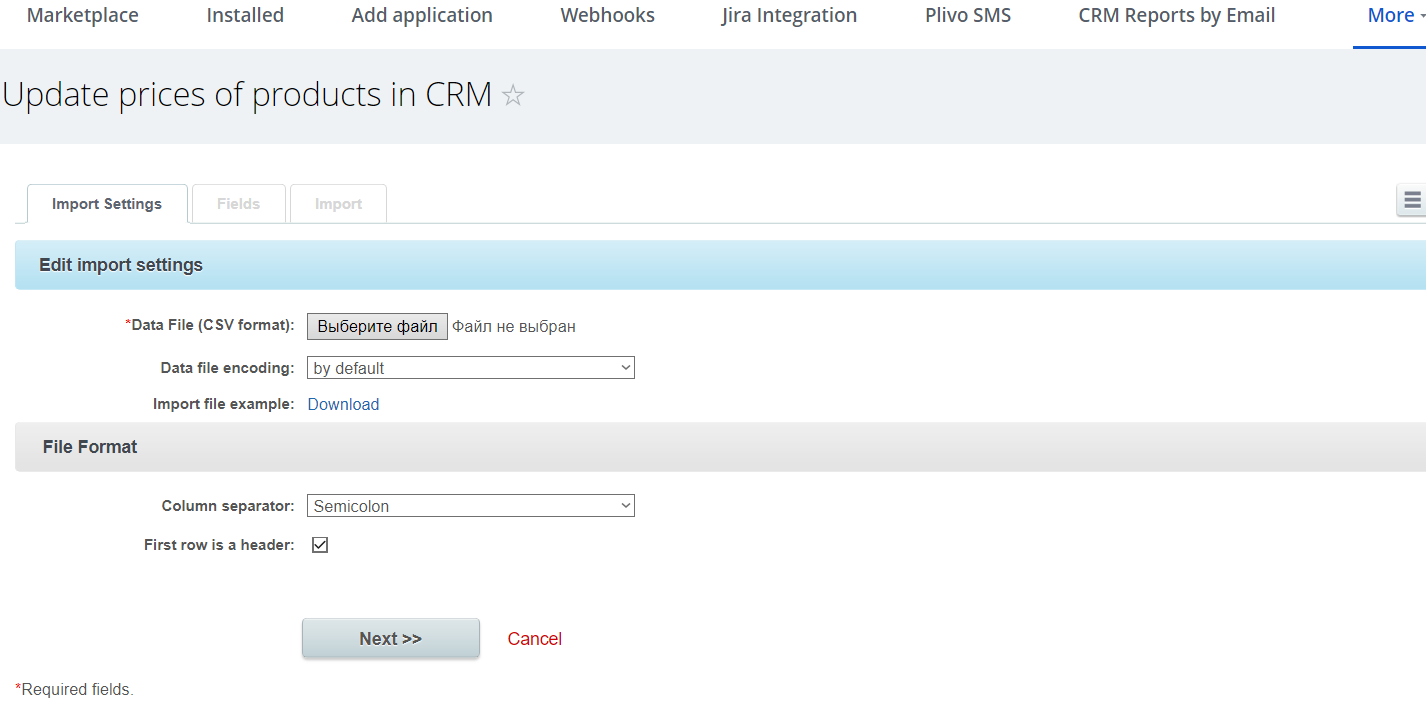 Marketplace Installed Add application Webhooks Jira Integration Plivo SMS CRM Reports by Email More
Update prices of products in CRM
Import Settings Fields Import
Edit import settings
*Data File (CSV format): Выберите файл Файл не выбран
Data file encoding: by default
Import file example: Download
File Format
Column separator: Semicolon
First row is a header:
Next >> Cancel
*Required fields.